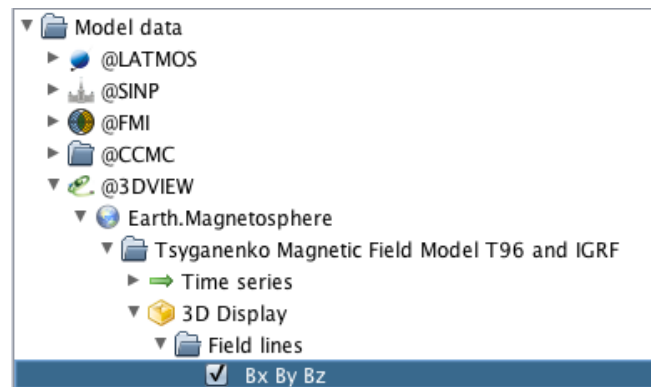 Model data
@LATMOS
@SINP
@FMI
@CCMC
@3DVIEW
Earth.Magnetosphere
Tsyganenko Magnetic Field Model T96 and IGRF
Time series
3D Display
Field lines
Bx By Bz